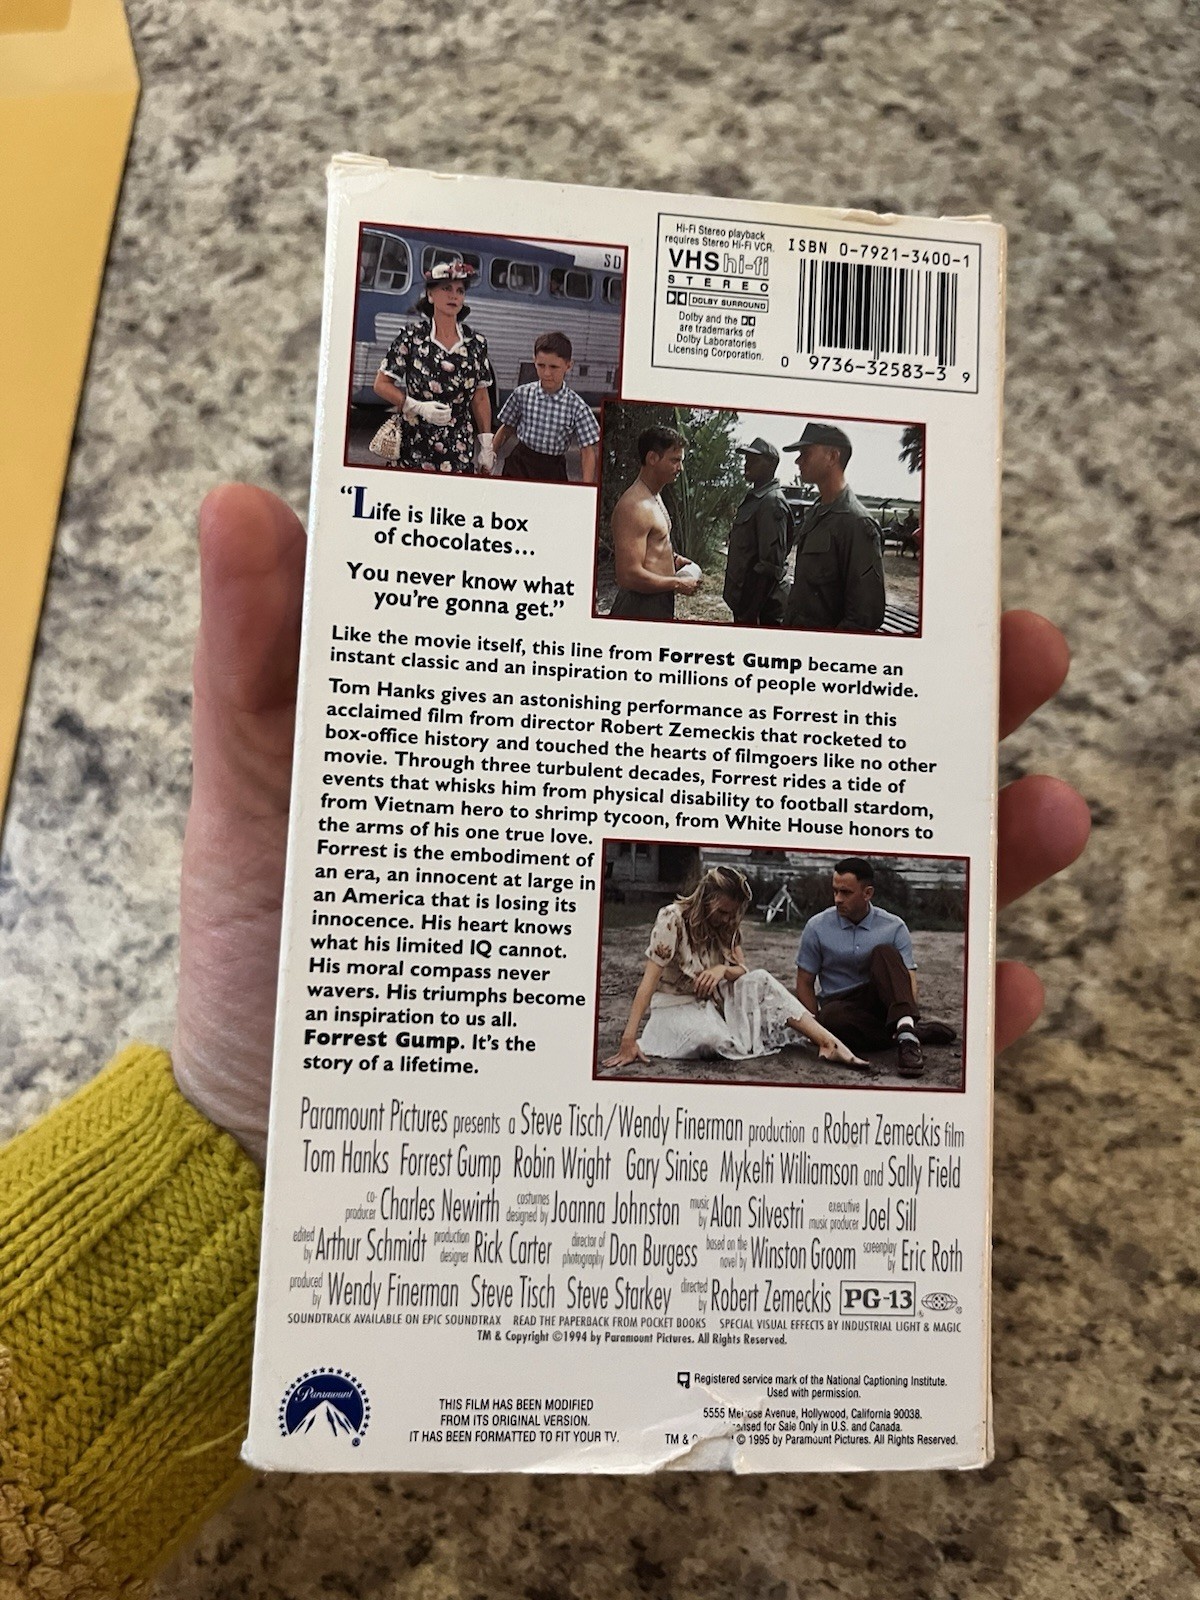 SD
Hi-Fi Stereo playback
requires Stereo Hi-Fi VCR.
VHS hi-fi
STEREO
DOLBY SURROUND
Dolby and the
are trademarks of
Dolby Laboratories
Licensing Corporation.
ISBN 0-7921-3400-1
0 9736-32583-3 9
“Life is like a box
of chocolates...
You never know what
you're gonna get.”
Like the movie itself, this line from Forrest Gump became an
instant classic and an inspiration to millions of people worldwide.
Tom Hanks gives an astonishing performance as Forrest in this
acclaimed film from director Robert Zemeckis that rocketed to
box-office history and touched the hearts of filmgoers like no other
movie. Through three turbulent decades, Forrest rides a tide of
events that whisks him from physical disability to football stardom,
from Vietnam hero to shrimp tycoon, from White House honors to
the arms of his one true love.
Forrest is the embodiment of
an era, an innocent at large in
an America that is losing its
innocence. His heart knows
what his limited IQ cannot.
His moral compass never
wavers. His triumphs become
an inspiration to us all.
Forrest Gump. It's the
story of a lifetime.
Paramount Pictures presents a Steve Tisch/Wendy Finerman production a Robert Zemeckis film
Tom Hanks Forrest Gump Robin Wright Gary Sinise Mykelti Williamson and Sally Field
co-producer Charles Newirth costumes designed by Joanna Johnston music by Alan Silvestri executive music producer Joel Sill
edited by Arthur Schmidt production designer Rick Carter director of photography Don Burgess based on the novel by Winston Groom screenplay by Eric Roth
produced by Wendy Finerman Steve Tisch Steve Starkey directed by Robert Zemeckis PG-13
SOUNDTRACK AVAILABLE ON EPIC SOUNDTRAX READ THE PAPERBACK FROM POCKET BOOKS SPECIAL VISUAL EFFECTS BY INDUSTRIAL LIGHT & MAGIC
TM & Copyright ©1994 by Paramount Pictures. All Rights Reserved.
Paramount
THIS FILM HAS BEEN MODIFIED
FROM ITS ORIGINAL VERSION.
IT HAS BEEN FORMATTED TO FIT YOUR TV.
Registered service mark of the National Captioning Institute.
Used with permission.
5555 Melrose Avenue, Hollywood, California 90038.
for Sale Only in U.S. and Canada.
TM & © 1995 by Paramount Pictures. All Rights Reserved.